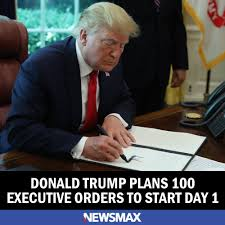 DONALD TRUMP PLANS 100
EXECUTIVE ORDERS TO START DAY 1
NEWSMAX